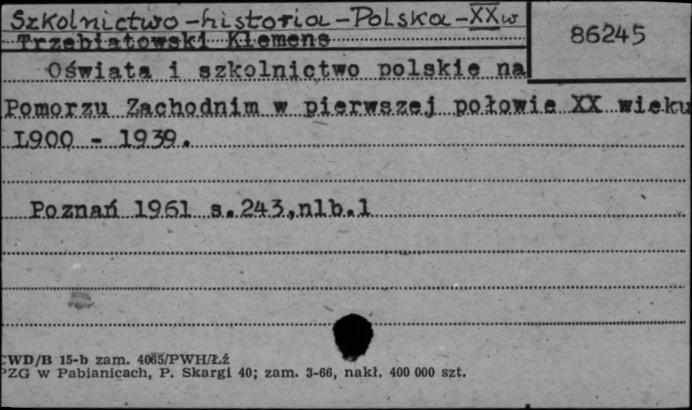 Szkolnictwo-historia-Polska-XXw
86245
Trzebiatowski Klemens
Oświata i szkolnictwo polskie na
Pomorzu Zachodnim w pierwszej połowie XX wieku
L900 - 1939.
Poznań 1961 s.243,nlb.1
CWD/B 15-b zam. 4065/PWH/Łź
PZG w Pabianicach, P. Skargi 40; zam. 3-66, nakł. 400 000 szt.